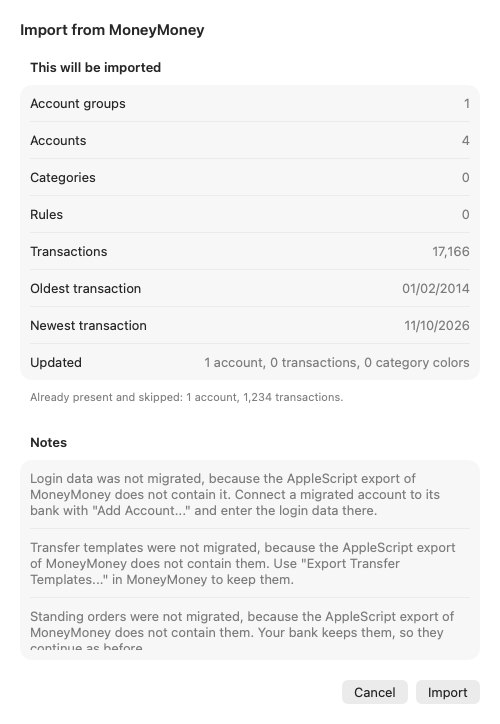 Import from MoneyMoney
This will be imported
Account groups 1
Accounts 4
Categories 0
Rules 0
Transactions 17,166
Oldest transaction 01/02/2014
Newest transaction 11/10/2026
Updated 1 account, 0 transactions, 0 category colors
Already present and skipped: 1 account, 1,234 transactions.
Notes
Login data was not migrated, because the AppleScript export of
MoneyMoney does not contain it. Connect a migrated account to its
bank with "Add Account..." and enter the login data there.
Transfer templates were not migrated, because the AppleScript export
of MoneyMoney does not contain them. Use "Export Transfer
Templates..." in MoneyMoney to keep them.
Standing orders were not migrated, because the AppleScript export of
MoneyMoney does not contain them. Your bank keeps them, so they
continue as before
Cancel Import